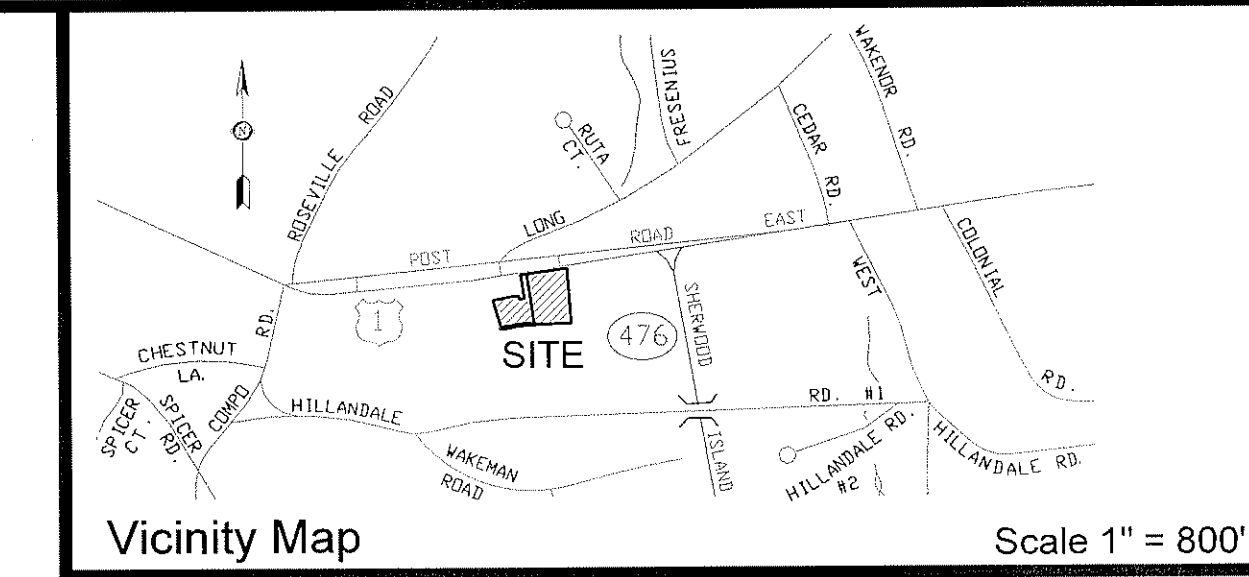 WAKENOR RD.
FRESENIUS
ROSEVILLE ROAD
N
RUTA
CT.
CEDAR RD.
LONG
POST ROAD EAST
COLONIAL RD.
WEST
1
SITE
476
SHERWOOD
ISLAND
CHESTNUT
LA.
COMPO RD.
SPICER
CT.
SPICER
RD.
HILLANDALE RD. #1
WAKEMAN
ROAD
HILLANDALE RD.
#2
HILLANDALE RD.
Vicinity Map
Scale 1" = 800'